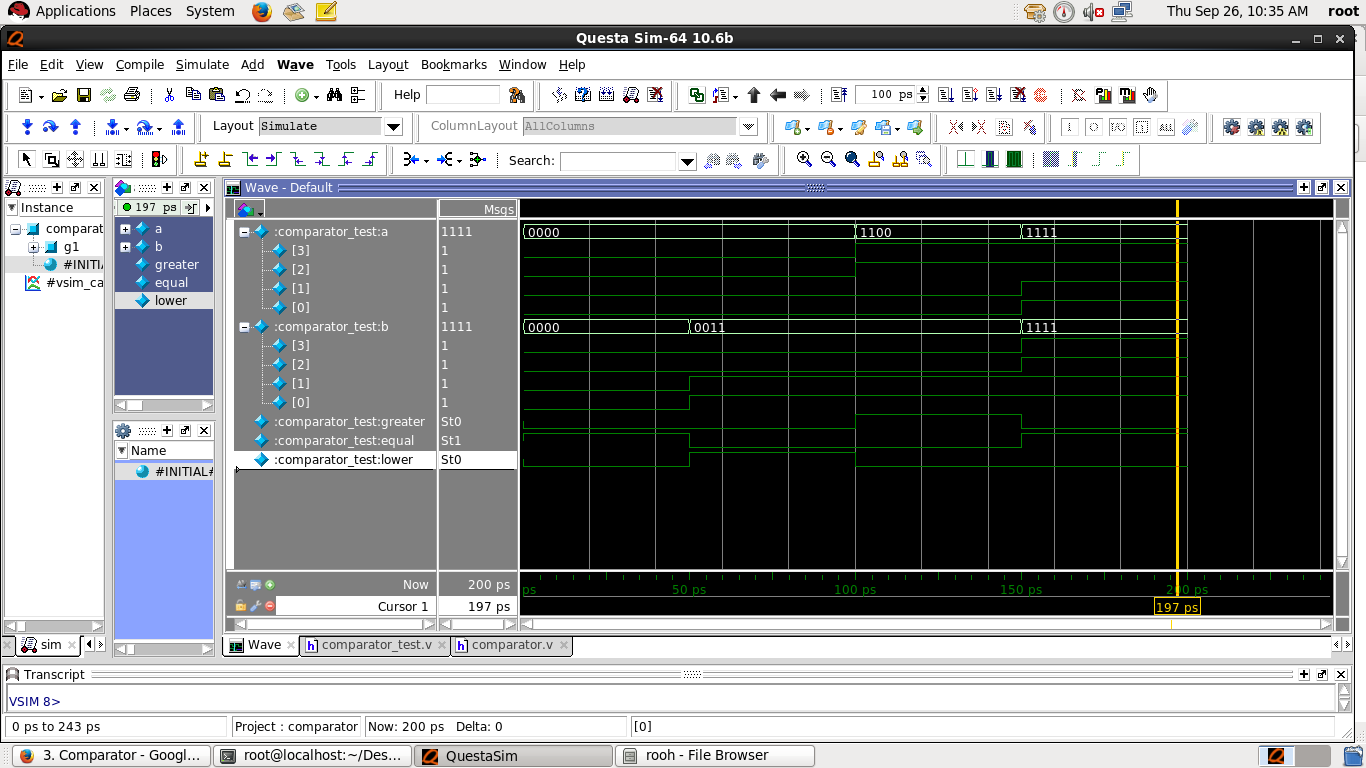 Applications Places System Thu Sep 26, 10:35 AM root
Questa Sim-64 10.6b
File Edit View Compile Simulate Add Wave Tools Layout Bookmarks Window Help
Help 100 ps
Layout Simulate ColumnLayout AllColumns
Search:
Wave - Default
Instance
comparat
g1
#INITI
#vsim_ca
197 ps
a
b
greater
equal
lower
Name
#INITIAL#
Msgs
:comparator_test:a 1111 0000 1100 1111
[3] 1
[2] 1
[1] 1
[0] 1
:comparator_test:b 1111 0000 0011 1111
[3] 1
[2] 1
[1] 1
[0] 1
:comparator_test:greater St0
:comparator_test:equal St1
:comparator_test:lower St0
Now 200 ps ps 50 ps 100 ps 150 ps 200 ps
Cursor 1 197 ps 197 ps
sim Wave comparator_test.v comparator.v
Transcript
VSIM 8>
0 ps to 243 ps Project : comparator Now: 200 ps Delta: 0 [0]
3. Comparator - Googl... root@localhost:~/Des... QuestaSim rooh - File Browser